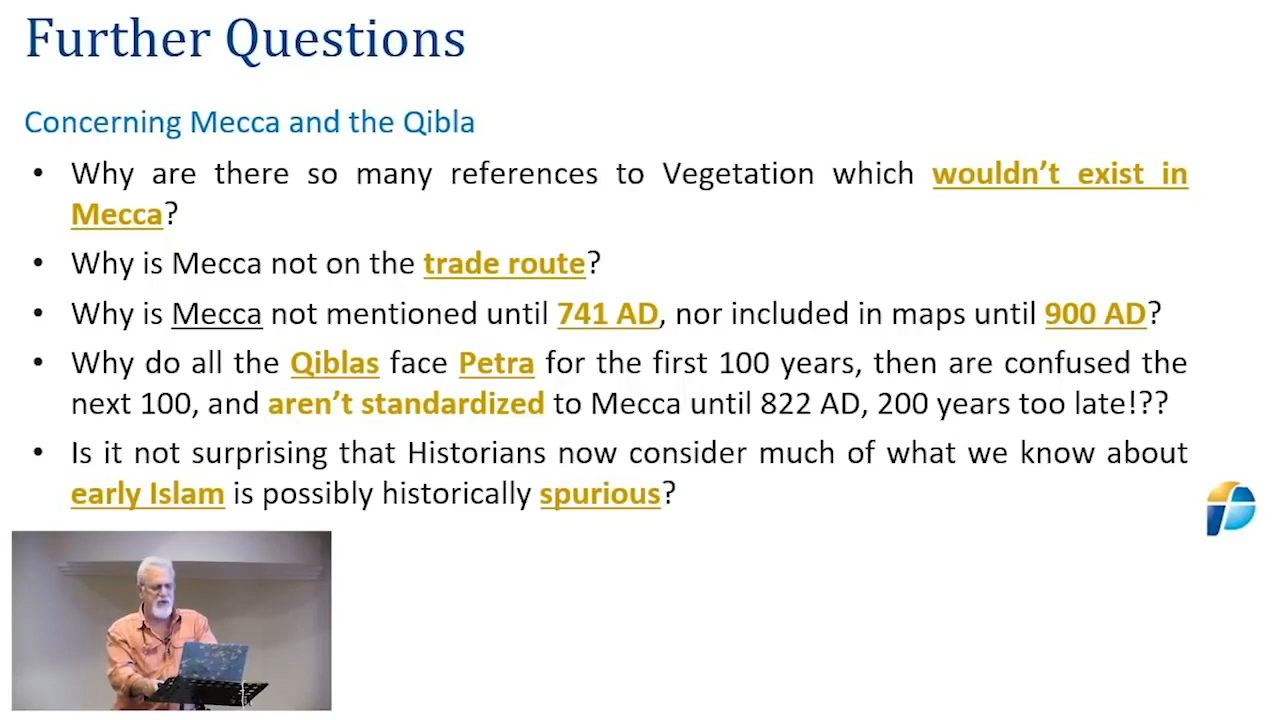 Further Questions
Concerning Mecca and the Qibla
• Why are there so many references to Vegetation which wouldn’t exist in
Mecca?
• Why is Mecca not on the trade route?
• Why is Mecca not mentioned until 741 AD, nor included in maps until 900 AD?
• Why do all the Qiblas face Petra for the first 100 years, then are confused the
next 100, and aren’t standardized to Mecca until 822 AD, 200 years too late!??
• Is it not surprising that Historians now consider much of what we know about
early Islam is possibly historically spurious?